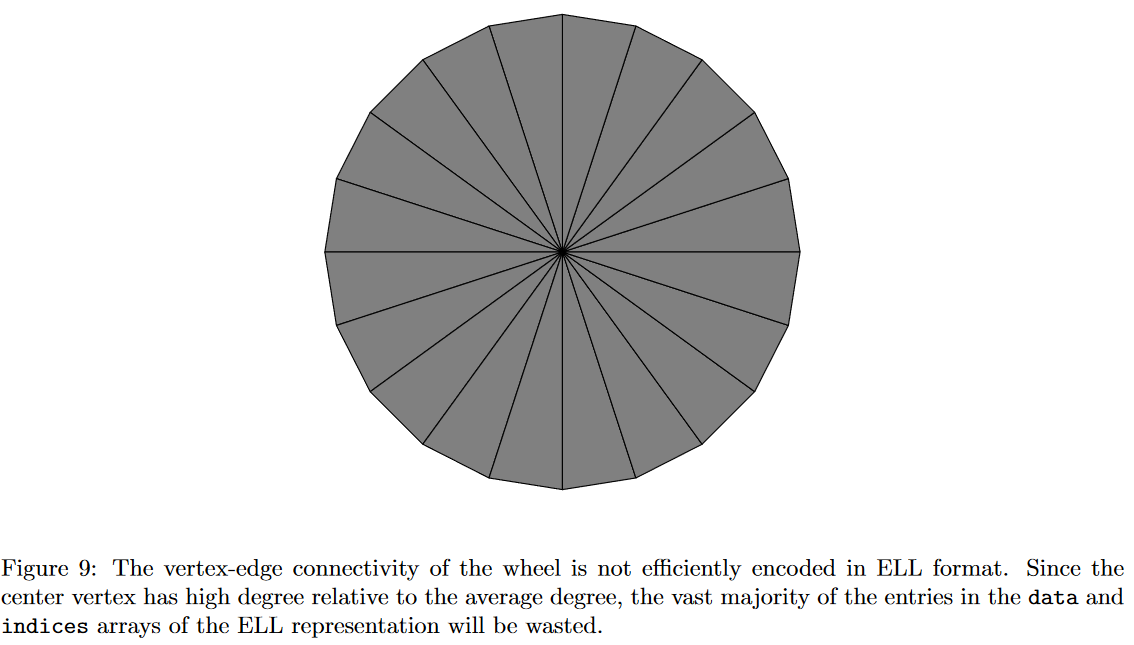 Figure 9: The vertex-edge connectivity of the wheel is not efficiently encoded in ELL format. Since the
center vertex has high degree relative to the average degree, the vast majority of the entries in the data and
indices arrays of the ELL representation will be wasted.